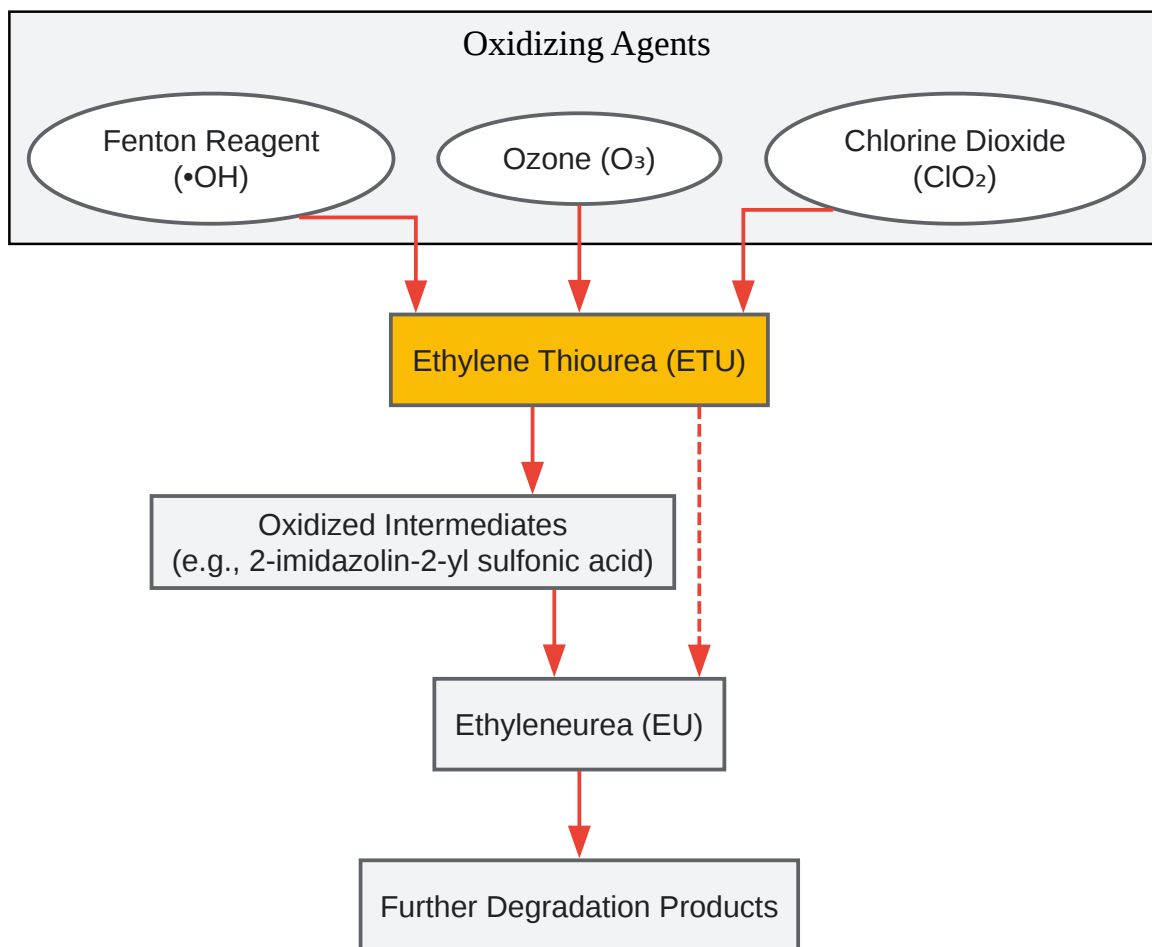 Oxidizing Agents
Fenton Reagent
(•OH)
Ozone (O₃)
Chlorine Dioxide
(ClO₂)
Ethylene Thiourea (ETU)
Oxidized Intermediates
(e.g., 2-imidazolin-2-yl sulfonic acid)
Ethyleneurea (EU)
Further Degradation Products